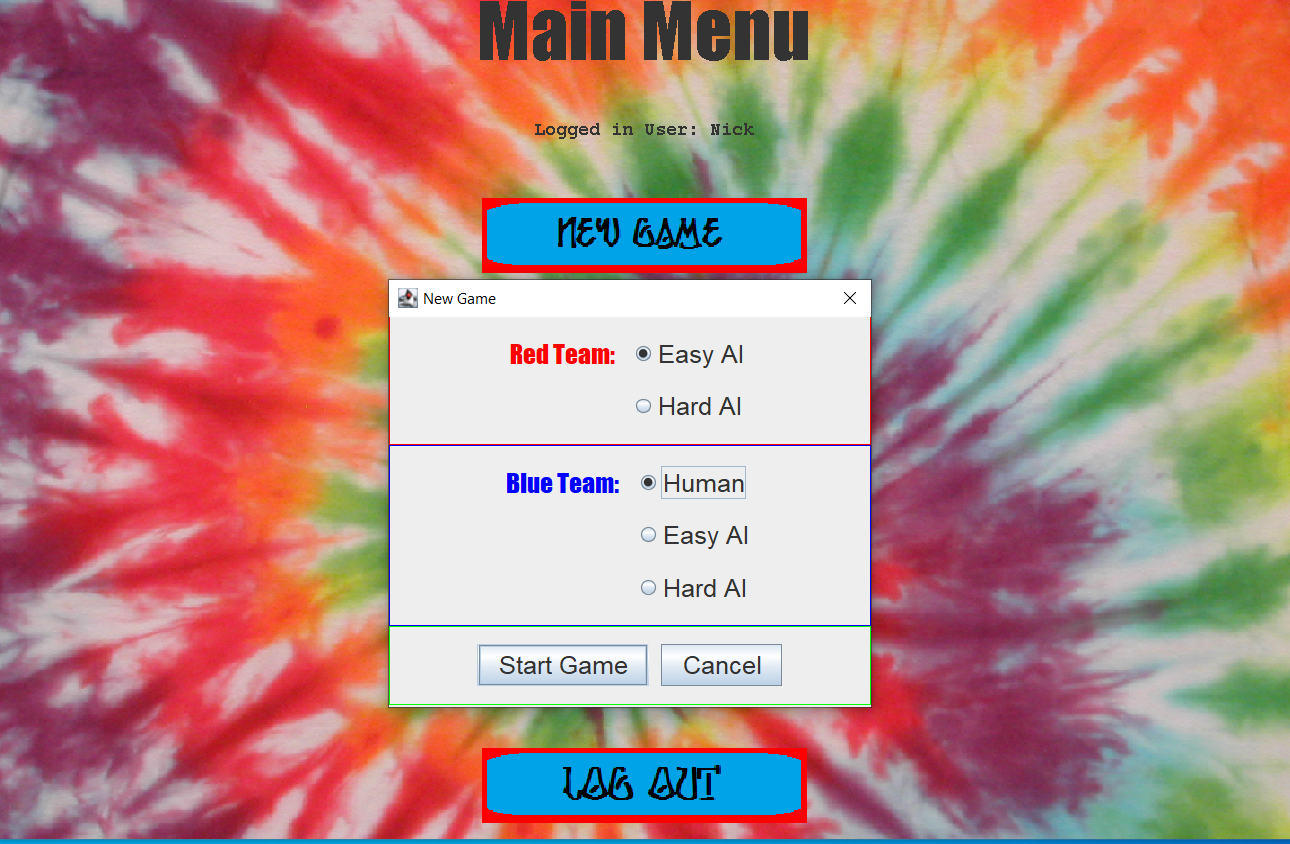 Main Menu
Logged in User: Nick
NEW GAME
New Game
Red Team: Easy AI
Hard AI
Blue Team: Human
Easy AI
Hard AI
Start Game Cancel
LOG OUT